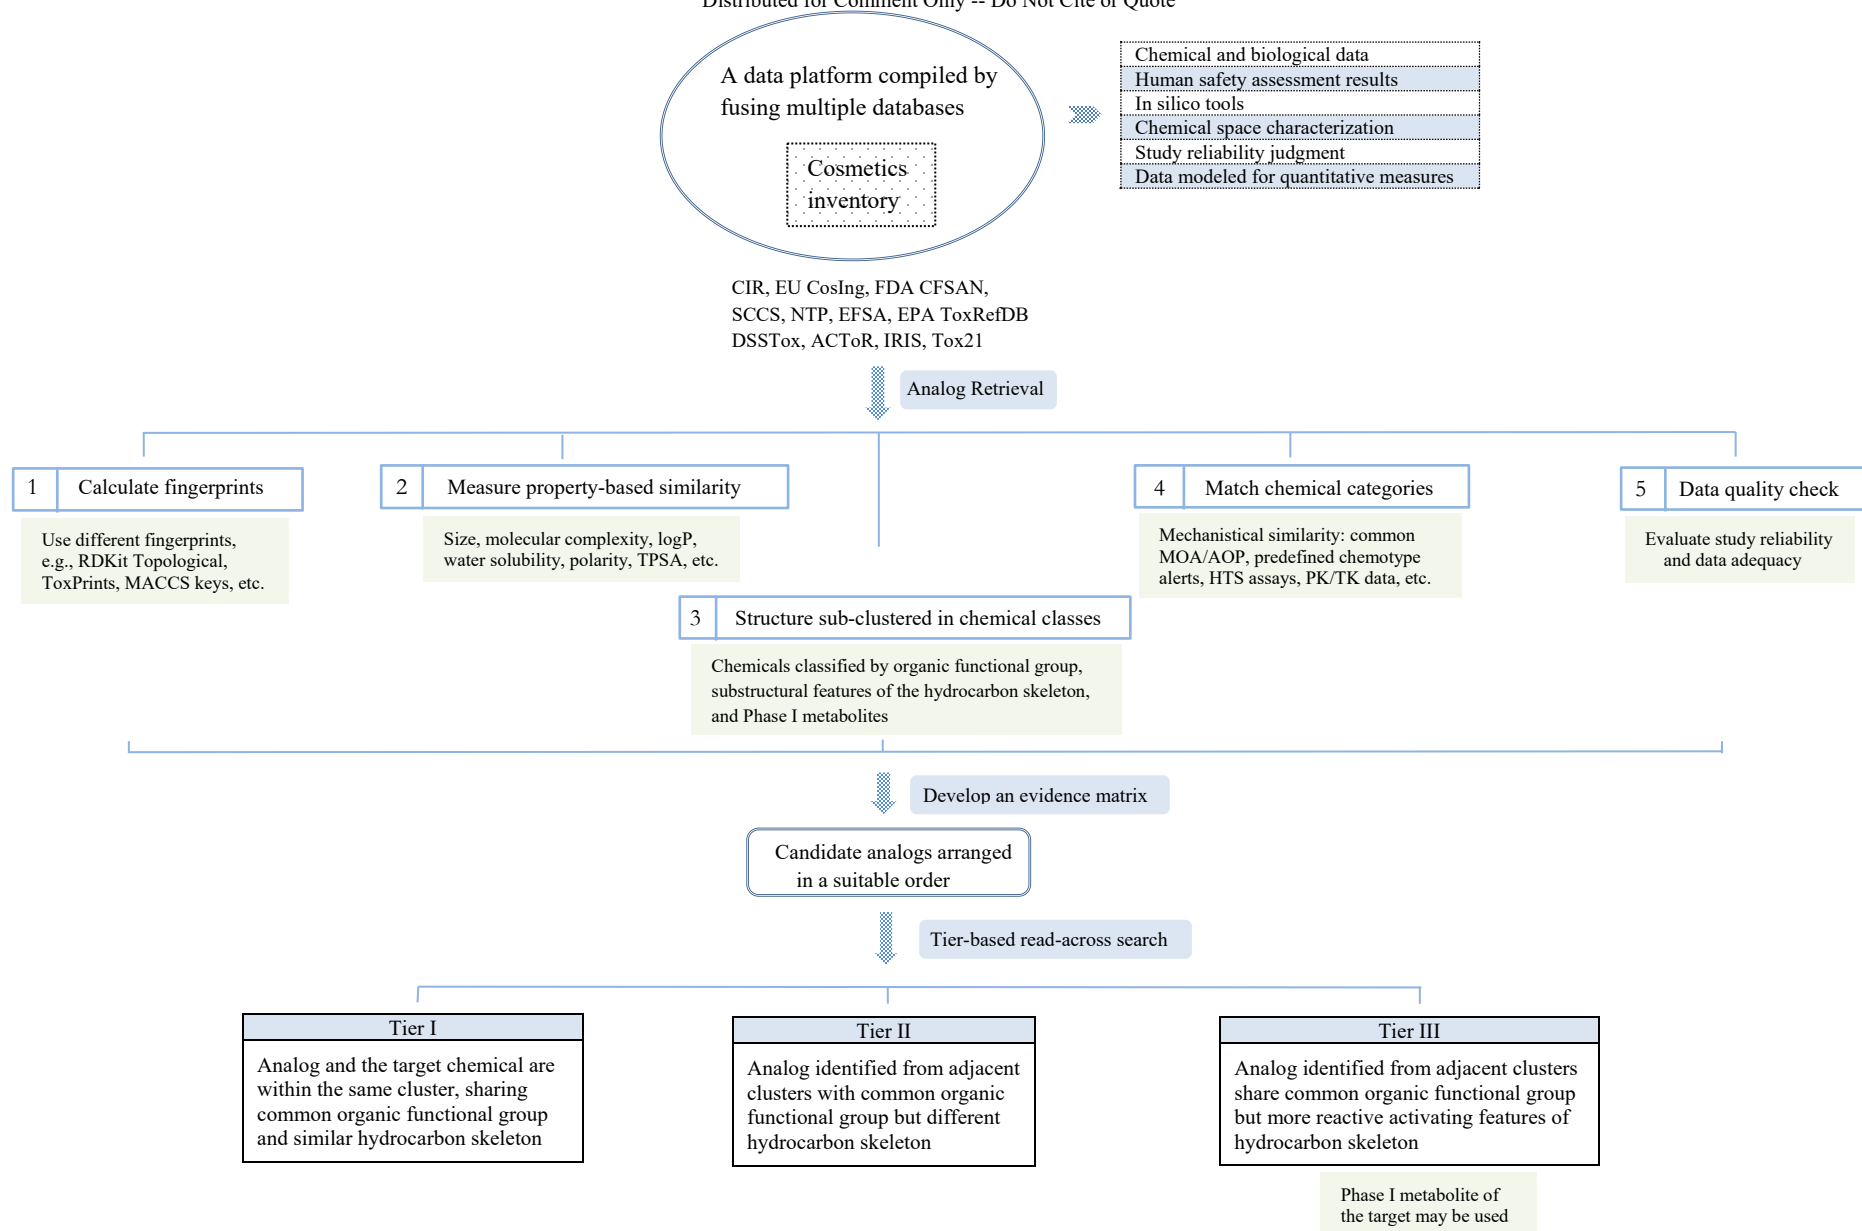 Distributed for Comment Only -- Do Not Cite or Quote
A data platform compiled by
fusing multiple databases
Cosmetics
inventory
Chemical and biological data
Human safety assessment results
In silico tools
Chemical space characterization
Study reliability judgment
Data modeled for quantitative measures
CIR, EU CosIng, FDA CFSAN,
SCCS, NTP, EFSA, EPA ToxRefDB
DSSTox, ACToR, IRIS, Tox21
Analog Retrieval
1 Calculate fingerprints
Use different fingerprints,
e.g., RDKit Topological,
ToxPrints, MACCS keys, etc.
2 Measure property-based similarity
Size, molecular complexity, logP,
water solubility, polarity, TPSA, etc.
4 Match chemical categories
Mechanistical similarity: common
MOA/AOP, predefined chemotype
alerts, HTS assays, PK/TK data, etc.
5 Data quality check
Evaluate study reliability
and data adequacy
3 Structure sub-clustered in chemical classes
Chemicals classified by organic functional group,
substructural features of the hydrocarbon skeleton,
and Phase I metabolites
Develop an evidence matrix
Candidate analogs arranged
in a suitable order
Tier-based read-across search
Tier I
Analog and the target chemical are
within the same cluster, sharing
common organic functional group
and similar hydrocarbon skeleton
Tier II
Analog identified from adjacent
clusters with common organic
functional group but different
hydrocarbon skeleton
Tier III
Analog identified from adjacent clusters
share common organic functional group
but more reactive activating features of
hydrocarbon skeleton
Phase I metabolite of
the target may be used